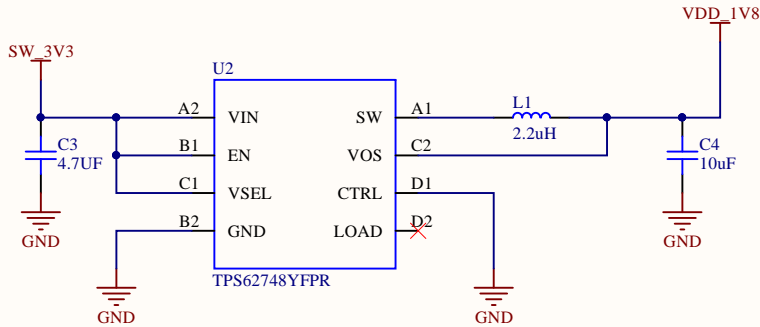 VDD_1V8
SW_3V3
U2
A2 VIN SW A1 L1
2.2uH
B1 EN VOS C2
C3
4.7UF
C4
10uF
C1 VSEL CTRL D1
B2 GND LOAD D2
GND
GND
TPS62748YFPR
GND
GND